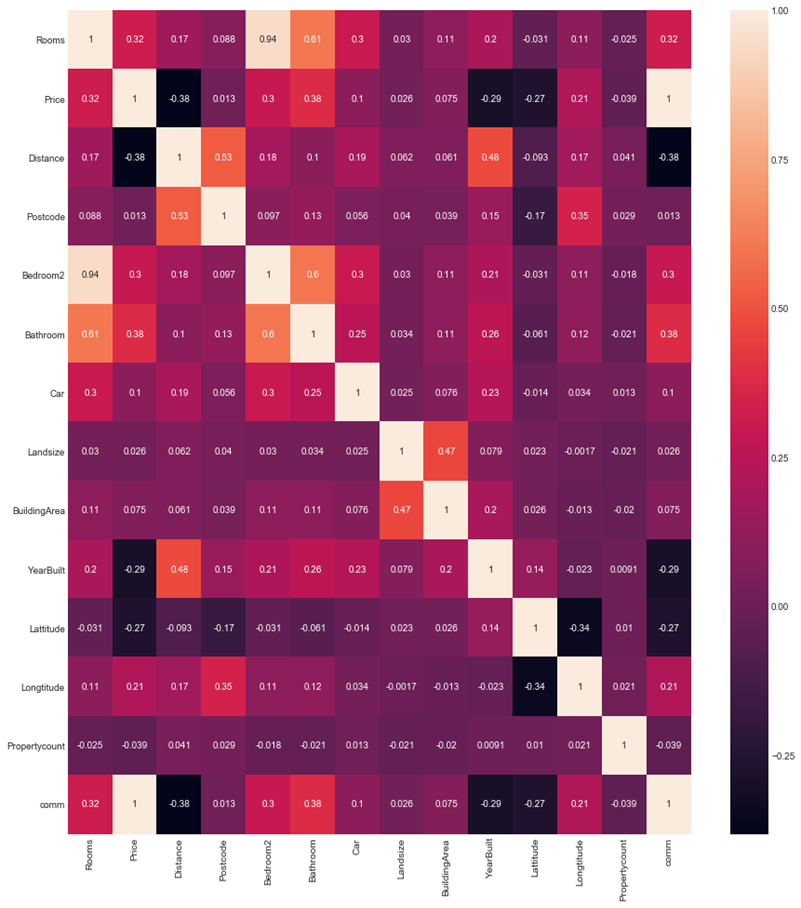 Rooms 1 0.32 0.17 0.088 0.94 0.61 0.3 0.03 0.11 0.2 -0.031 0.11 -0.025 0.32
Price 0.32 1 -0.38 0.013 0.3 0.38 0.1 0.026 0.075 -0.29 -0.27 0.21 -0.039 1
Distance 0.17 -0.38 1 0.53 0.18 0.1 0.19 0.062 0.061 0.48 -0.093 0.17 0.041 -0.38
Postcode 0.088 0.013 0.53 1 0.097 0.13 0.056 0.04 0.039 0.15 -0.17 0.35 0.029 0.013
Bedroom2 0.94 0.3 0.18 0.097 1 0.6 0.3 0.03 0.11 0.21 -0.031 0.11 -0.018 0.3
Bathroom 0.61 0.38 0.1 0.13 0.6 1 0.25 0.034 0.11 0.26 -0.061 0.12 -0.021 0.38
Car 0.3 0.1 0.19 0.056 0.3 0.25 1 0.025 0.076 0.23 -0.014 0.034 0.013 0.1
Landsize 0.03 0.026 0.062 0.04 0.03 0.034 0.025 1 0.47 0.079 0.023 -0.0017 -0.021 0.026
BuildingArea 0.11 0.075 0.061 0.039 0.11 0.11 0.076 0.47 1 0.2 0.026 -0.013 -0.02 0.075
YearBuilt 0.2 -0.29 0.48 0.15 0.21 0.26 0.23 0.079 0.2 1 0.14 -0.023 0.0091 -0.29
Lattitude -0.031 -0.27 -0.093 -0.17 -0.031 -0.061 -0.014 0.023 0.026 0.14 1 -0.34 0.01 -0.27
Longtitude 0.11 0.21 0.17 0.35 0.11 0.12 0.034 -0.0017 -0.013 -0.023 -0.34 1 0.021 0.21
Propertycount -0.025 -0.039 0.041 0.029 -0.018 -0.021 0.013 -0.021 -0.02 0.0091 0.01 0.021 1 -0.039
comm 0.32 1 -0.38 0.013 0.3 0.38 0.1 0.026 0.075 -0.29 -0.27 0.21 -0.039 1
Rooms Price Distance Postcode Bedroom2 Bathroom Car Landsize BuildingArea YearBuilt Lattitude Longtitude Propertycount comm
1.00
0.75
0.50
0.25
0.00
−0.25